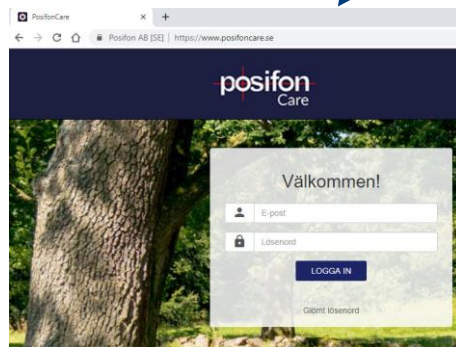 PosifonCare
Posifon AB [SE] | https://www.posifoncare.se
posifon
Care
Välkommen!
E-post
Lösenord
LOGGA IN
Glömt lösenord